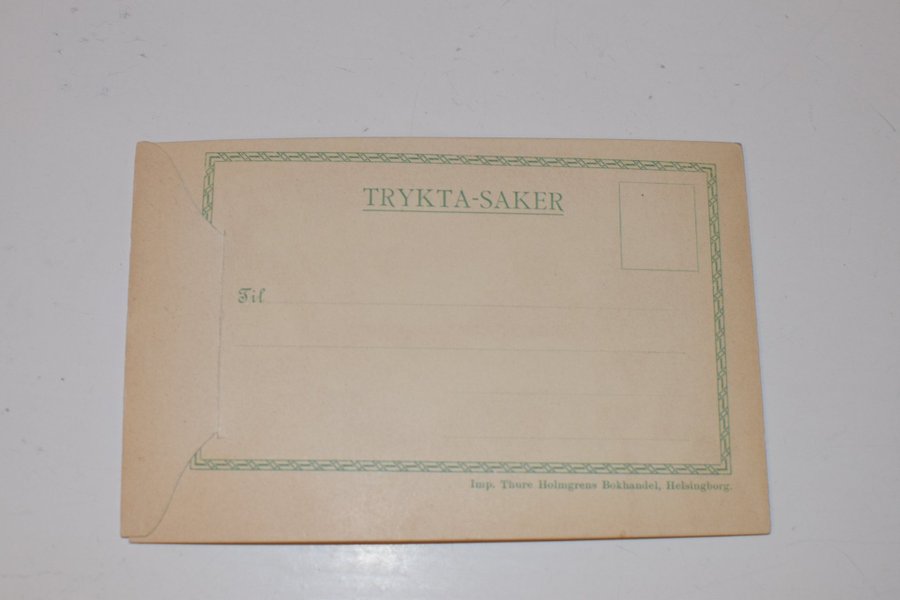 TRYKTA-SAKER
Til
Imp. Thure Holmgrens Bokhandel, Helsingborg.